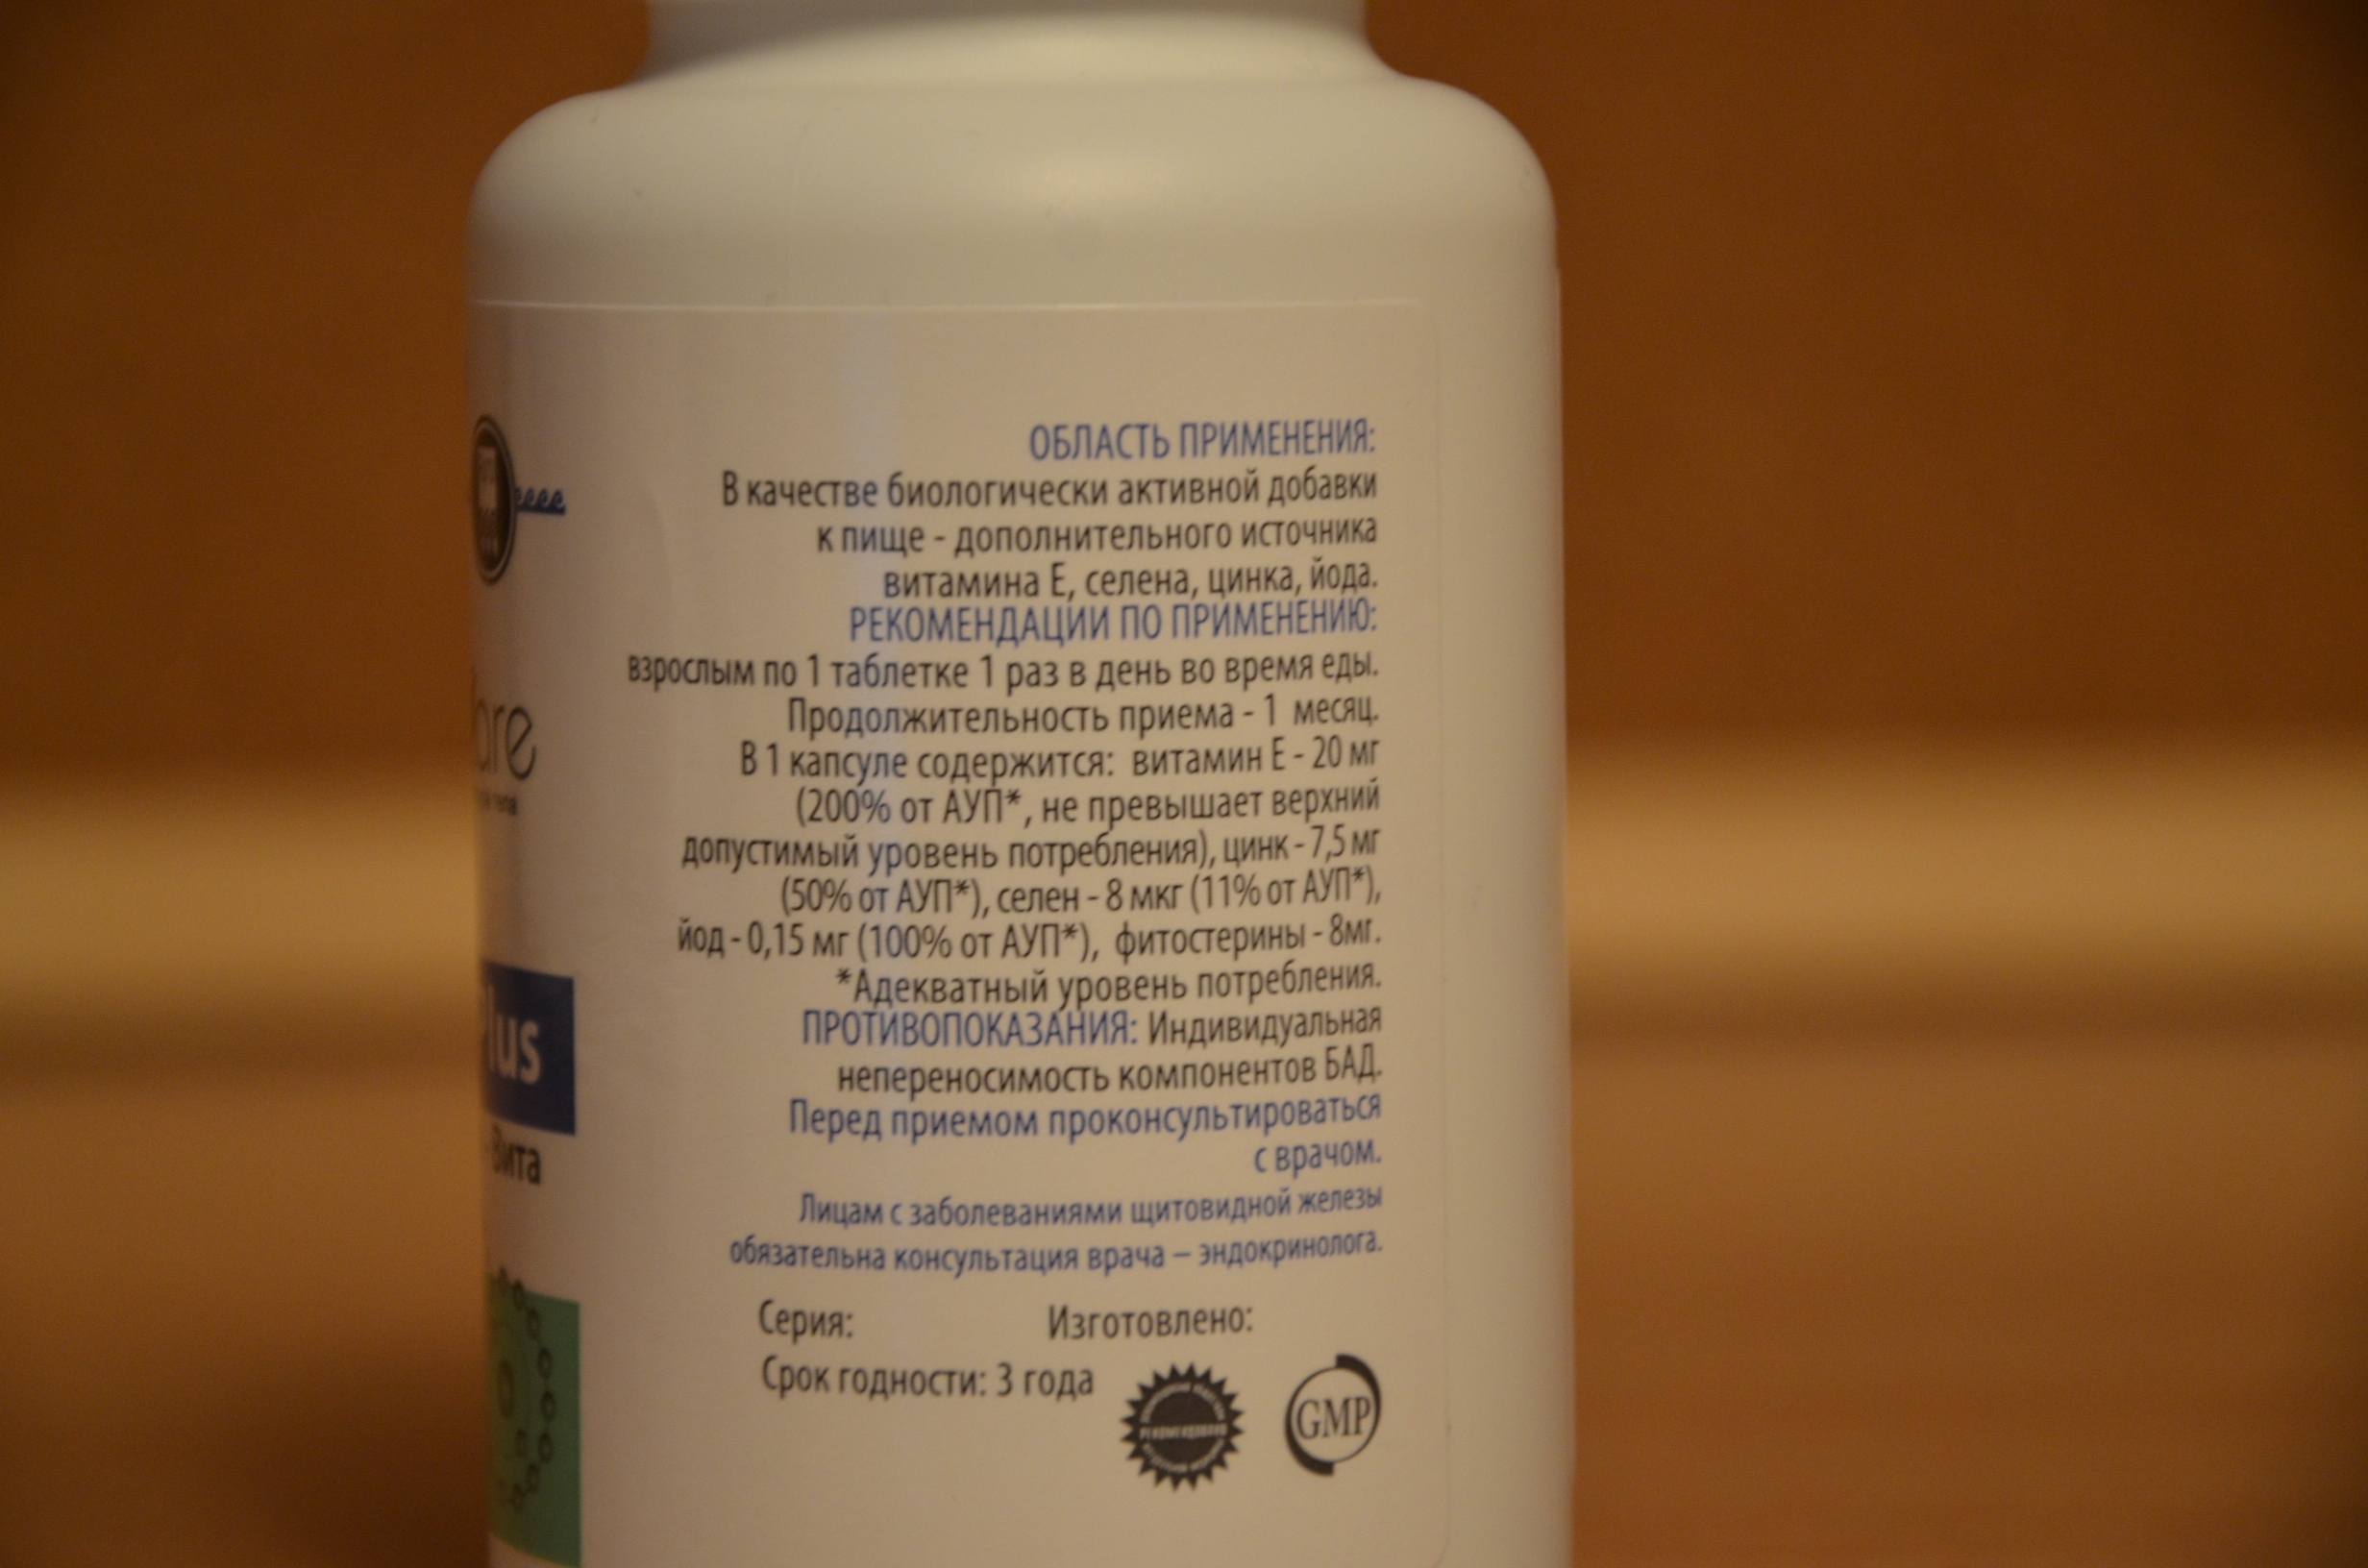 ОБЛАСТЬ ПРИМЕНЕНИЯ:
В качестве биологически активной добавки
к пище - дополнительного источника
витамина Е, селена, цинка, йода.
РЕКОМЕНДАЦИИ ПО ПРИМЕНЕНИЮ:
взрослым по 1 таблетке 1 раз в день во время еды.
Продолжительность приема - 1 месяц.
В 1 капсуле содержится: витамин Е - 20 мг
(200% от АУП*, не превышает верхний
допустимый уровень потребления), цинк - 7,5 мг
(50% от АУП*), селен - 8 мкг (11% от АУП*),
йод - 0,15 мг (100% от АУП*), фитостерины - 8мг.
*Адекватный уровень потребления.
ПРОТИВОПОКАЗАНИЯ: Индивидуальная
непереносимость компонентов БАД.
Перед приемом проконсультироваться
с врачом.
Лицам с заболеваниями щитовидной железы
обязательна консультация врача – эндокринолога.
Серия: Изготовлено:
Срок годности: 3 года
РЕКОМЕНДОВАНО
GMP
are
lus
Вита